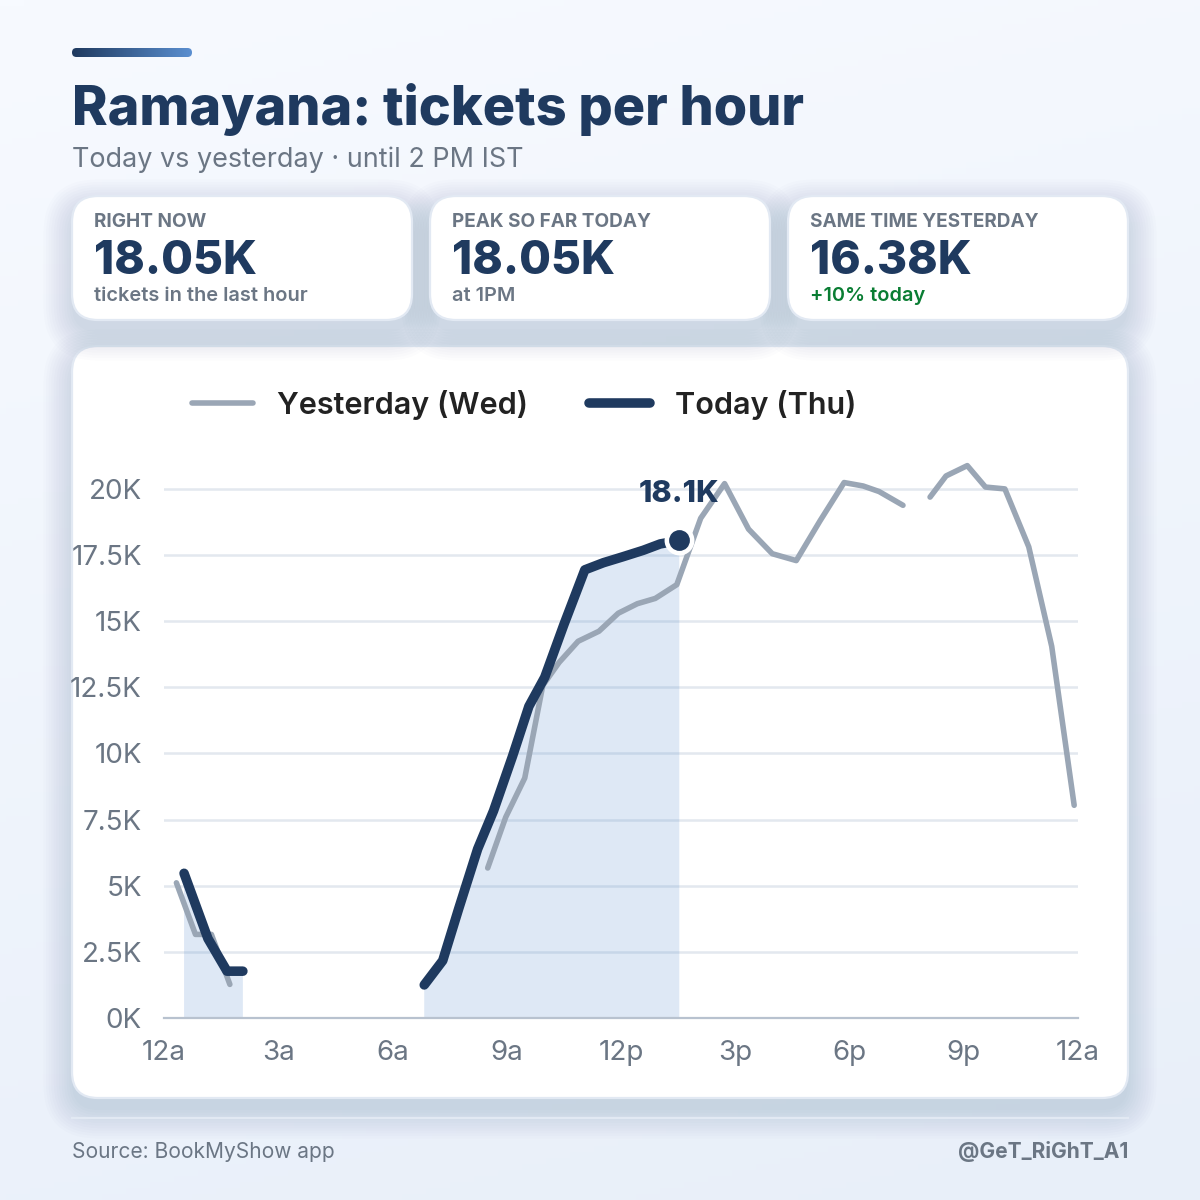 Ramayana: tickets per hour
Today vs yesterday · until 2 PM IST
RIGHT NOW
18.05K
tickets in the last hour
PEAK SO FAR TODAY
18.05K
at 1PM
SAME TIME YESTERDAY
16.38K
+10% today
Yesterday (Wed)
Today (Thu)
18.1K
20K
17.5K
15K
12.5K
10K
7.5K
5K
2.5K
0K
12a 3a 6a 9a 12p 3p 6p 9p 12a
Source: BookMyShow app
@GeT_RiGhT_A1